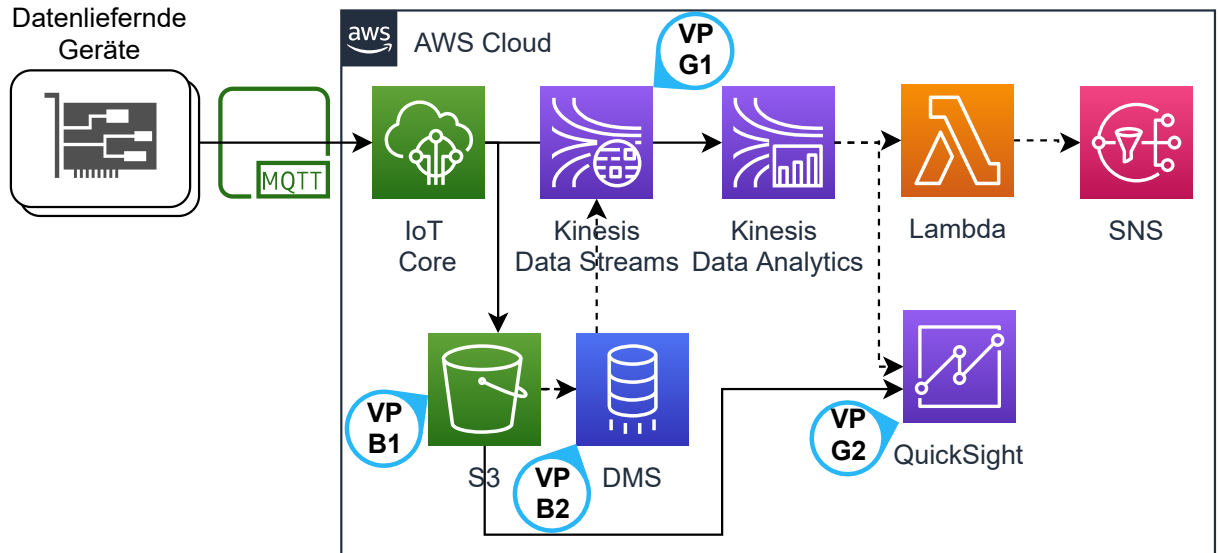 Datenliefernde
Geräte
aws
AWS Cloud
VP
G1
MQTT
IoT
Core
Kinesis
Data Streams
Kinesis
Data Analytics
Lambda
SNS
VP
B1
S3
VP
B2
DMS
VP
G2
QuickSight